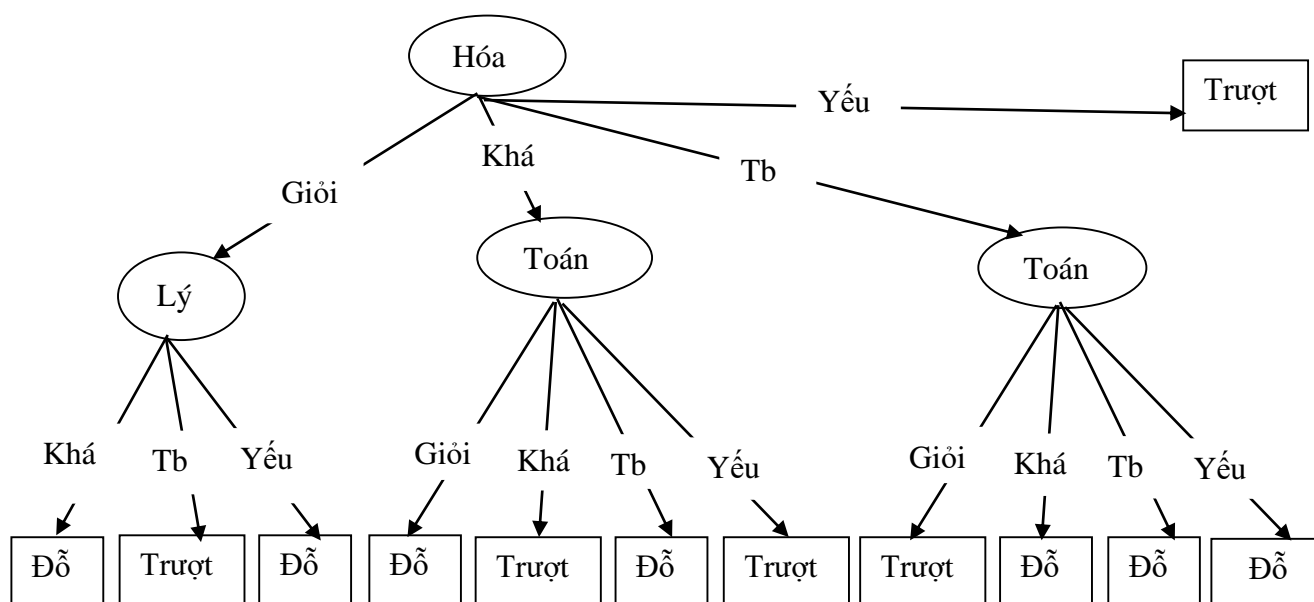 Hóa
Trượt
Yếu
Khá
Tb
Giỏi
Lý
Toán
Toán
Khá Tb Yếu Giỏi Khá Tb Yếu Giỏi Khá Tb Yếu
Đỗ Trượt Đỗ Đỗ Trượt Đỗ Trượt Trượt Đỗ Đỗ Đỗ